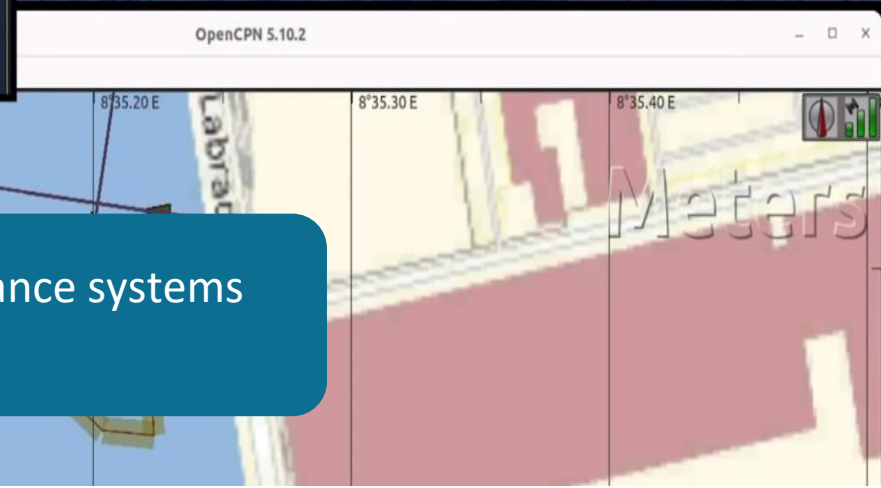 OpenCPN 5.10.2
8°35.20 E
8°35.30 E
8°35.40 E
Labrad
Meters
ance systems